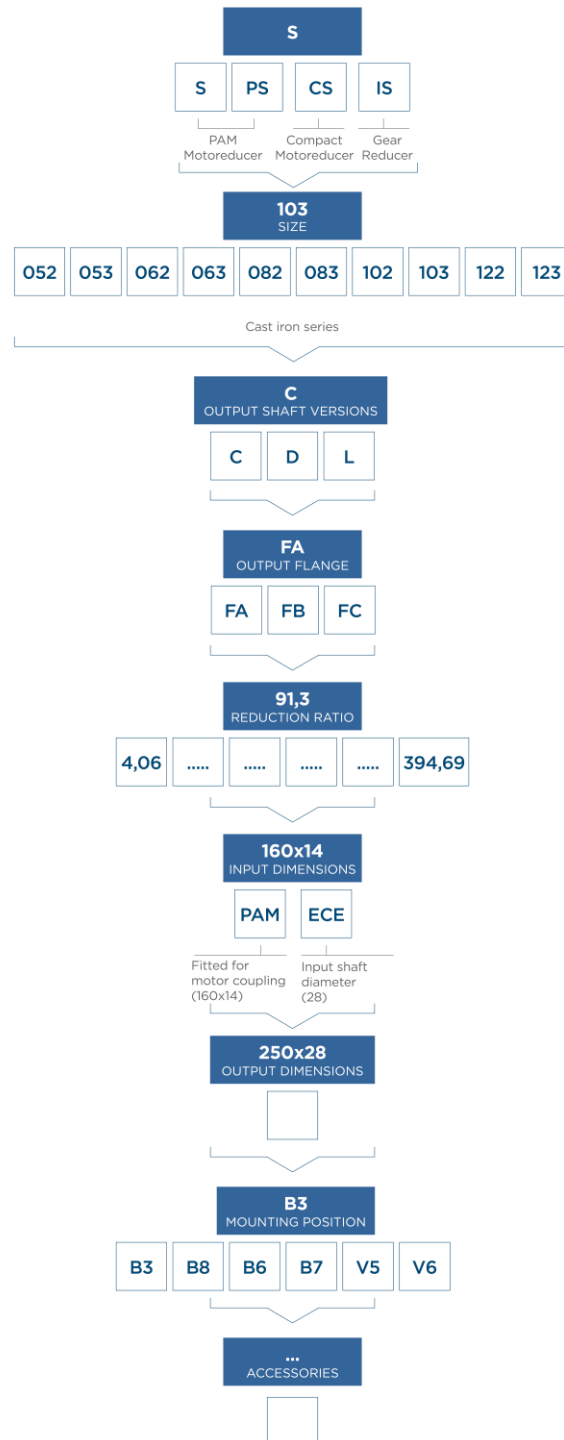 S
S PS CS IS
PAM Compact Gear
Motoreducer Motoreducer Reducer
103
SIZE
052 053 062 063 082 083 102 103 122 123
Cast iron series
C
OUTPUT SHAFT VERSIONS
C D L
FA
OUTPUT FLANGE
FA FB FC
91,3
REDUCTION RATIO
4,06 ..... ..... ..... ..... 394,69
160x14
INPUT DIMENSIONS
PAM ECE
Fitted for Input shaft
motor coupling diameter
(160x14) (28)
250x28
OUTPUT DIMENSIONS
B3
MOUNTING POSITION
B3 B8 B6 B7 V5 V6
...
ACCESSORIES